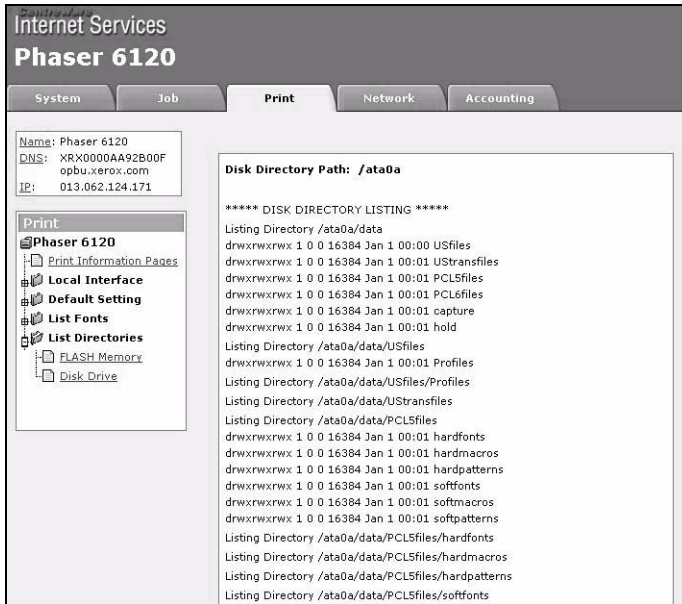 CentreWare
Internet Services
Phaser 6120
System
Job
Print
Network
Accounting
Name: Phaser 6120
DNS: XRX0000AA92B00F
opbu.xerox.com
IP: 013.062.124.171
Print
Phaser 6120
Print Information Pages
Local Interface
Default Setting
List Fonts
List Directories
FLASH Memory
Disk Drive
Disk Directory Path: /ata0a
***** DISK DIRECTORY LISTING *****
Listing Directory /ata0a/data
drwxrwxrwx 1 0 0 16384 Jan 1 00:00 USfiles
drwxrwxrwx 1 0 0 16384 Jan 1 00:01 UStransfiles
drwxrwxrwx 1 0 0 16384 Jan 1 00:01 PCL5files
drwxrwxrwx 1 0 0 16384 Jan 1 00:01 PCL6files
drwxrwxrwx 1 0 0 16384 Jan 1 00:01 capture
drwxrwxrwx 1 0 0 16384 Jan 1 00:01 hold
Listing Directory /ata0a/data/USfiles
drwxrwxrwx 1 0 0 16384 Jan 1 00:01 Profiles
Listing Directory /ata0a/data/USfiles/Profiles
Listing Directory /ata0a/data/UStransfiles
Listing Directory /ata0a/data/PCL5files
drwxrwxrwx 1 0 0 16384 Jan 1 00:01 hardfonts
drwxrwxrwx 1 0 0 16384 Jan 1 00:01 hardmacros
drwxrwxrwx 1 0 0 16384 Jan 1 00:01 hardpatterns
drwxrwxrwx 1 0 0 16384 Jan 1 00:01 softfonts
drwxrwxrwx 1 0 0 16384 Jan 1 00:01 softmacros
drwxrwxrwx 1 0 0 16384 Jan 1 00:01 softpatterns
Listing Directory /ata0a/data/PCL5files/hardfonts
Listing Directory /ata0a/data/PCL5files/hardmacros
Listing Directory /ata0a/data/PCL5files/hardpatterns
Listing Directory /ata0a/data/PCL5files/softfonts